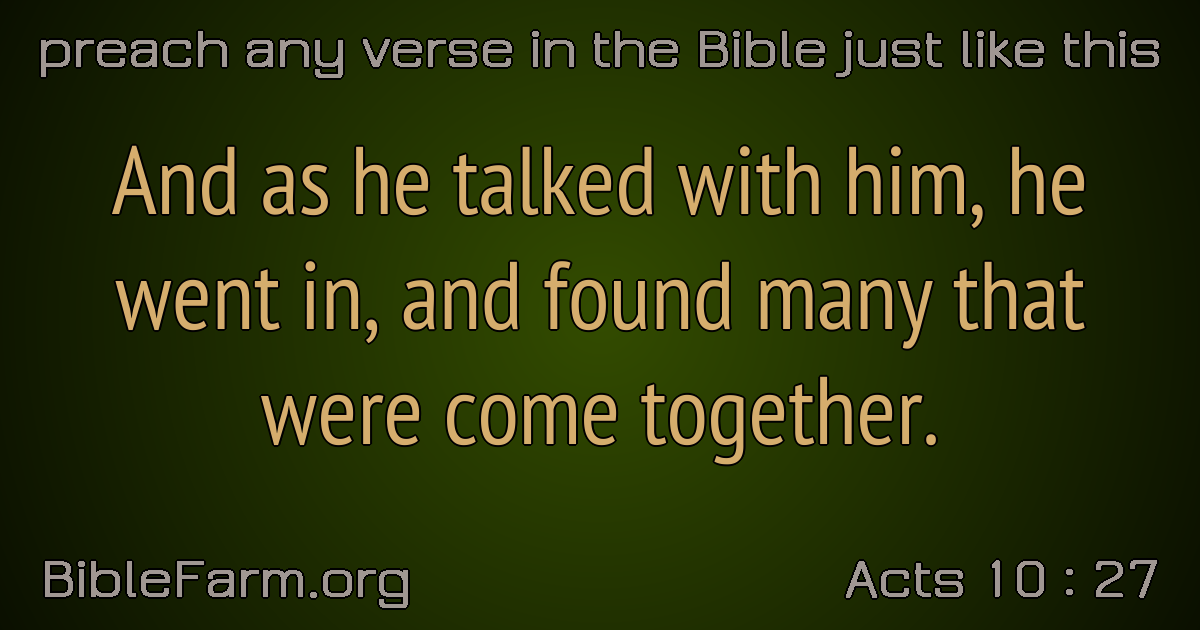 preach any verse in the Bible just like this
And as he talked with him, he
went in, and found many that
were come together.
BibleFarm.org
Acts 10 : 27